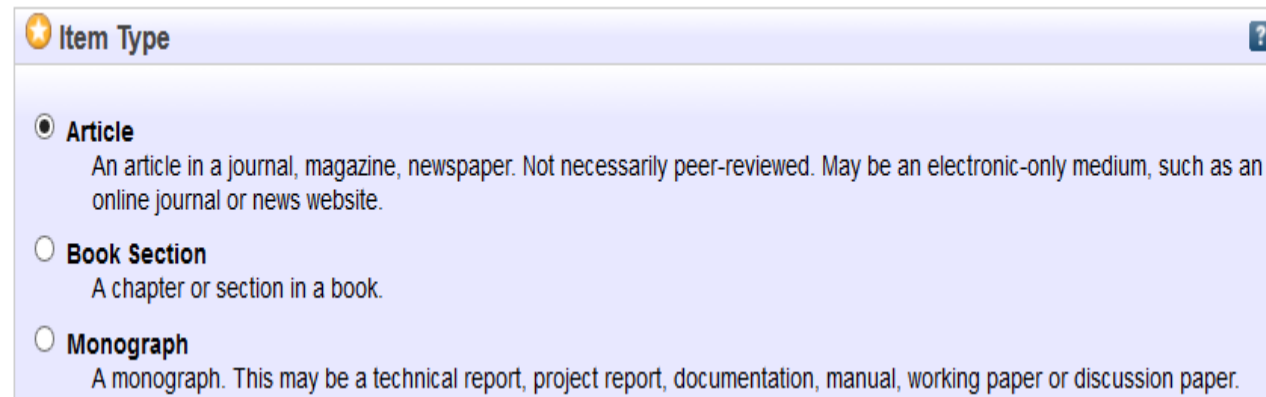 Item Type
?
Article
An article in a journal, magazine, newspaper. Not necessarily peer-reviewed. May be an electronic-only medium, such as an
online journal or news website.
Book Section
A chapter or section in a book.
Monograph
A monograph. This may be a technical report, project report, documentation, manual, working paper or discussion paper.